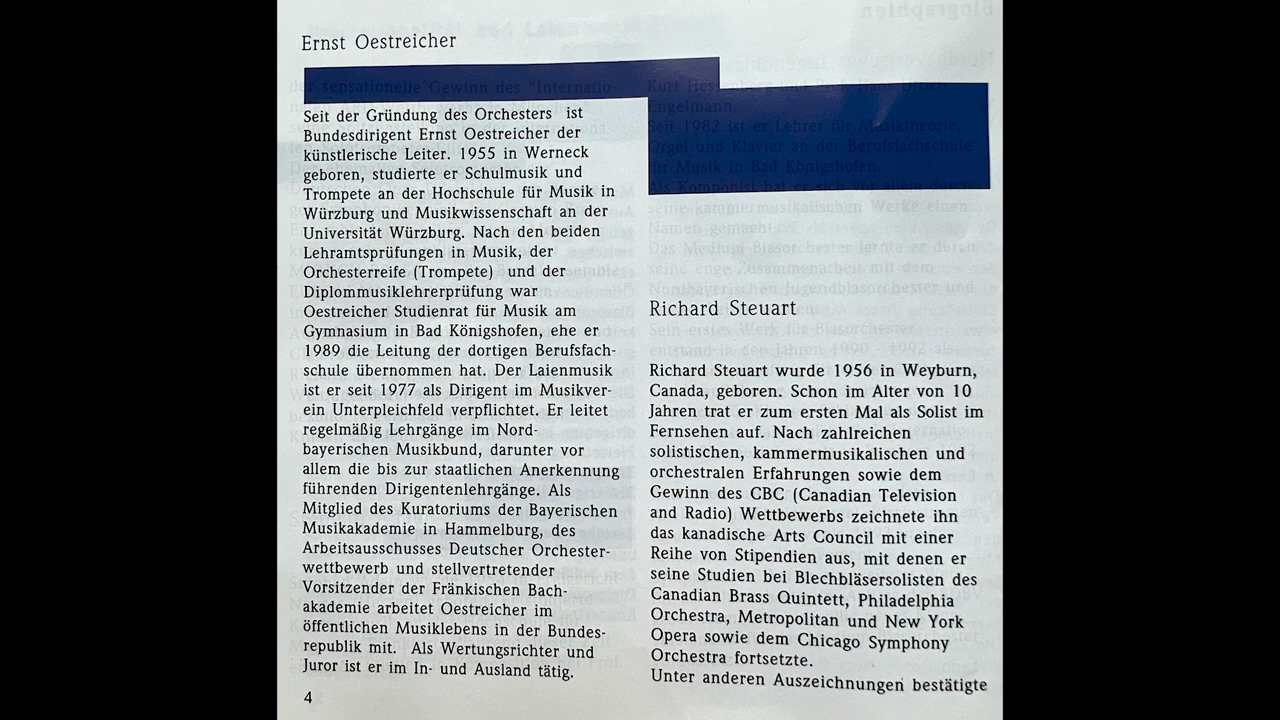 Ernst Oestreicher
Seit der Gründung des Orchesters ist
Bundesdirigent Ernst Oestreicher der
künstlerische Leiter. 1955 in Werneck
geboren, studierte er Schulmusik und
Trompete an der Hochschule für Musik in
Würzburg und Musikwissenschaft an der
Universität Würzburg. Nach den beiden
Lehramtsprüfungen in Musik, der
Orchesterreife (Trompete) und der
Diplommusiklehrerprüfung war
Oestreicher Studienrat für Musik am
Gymnasium in Bad Königshofen, ehe er
1989 die Leitung der dortigen Berufsfach-
schule übernommen hat. Der Laienmusik
ist er seit 1977 als Dirigent im Musikver
ein Unterpleichfeld verpflichtet. Er leitet
regelmäßig Lehrgänge im Nord-
bayerischen Musikbund, darunter vor
allem die bis zur staatlichen Anerkennung
führenden Dirigentenlehrgänge. Als
Mitglied des Kuratoriums der Bayerischen
Musikakademie in Hammelburg, des
Arbeitsausschusses Deutscher Orchester-
wettbewerb und stellvertretender
Vorsitzender der Fränkischen Bach-
akademie arbeitet Oestreicher im
öffentlichen Musiklebens in der Bundes-
republik mit. Als Wertungsrichter und
Juror ist er im In- und Ausland tätig.
4
Richard Steuart
Richard Steuart wurde 1956 in Weyburn,
Canada, geboren. Schon im Alter von 10
Jahren trat er zum ersten Mal als Solist im
Fernsehen auf. Nach zahlreichen
solistischen, kammermusikalischen und
orchestralen Erfahrungen sowie dem
Gewinn des CBC (Canadian Television
and Radio) Wettbewerbs zeichnete ihn
das kanadische Arts Council mit einer
Reihe von Stipendien aus, mit denen er
seine Studien bei Blechbläsersolisten des
Canadian Brass Quintett, Philadelphia
Orchestra, Metropolitan und New York
Opera sowie dem Chicago Symphony
Orchestra fortsetzte.
Unter anderen Auszeichnungen bestätigte